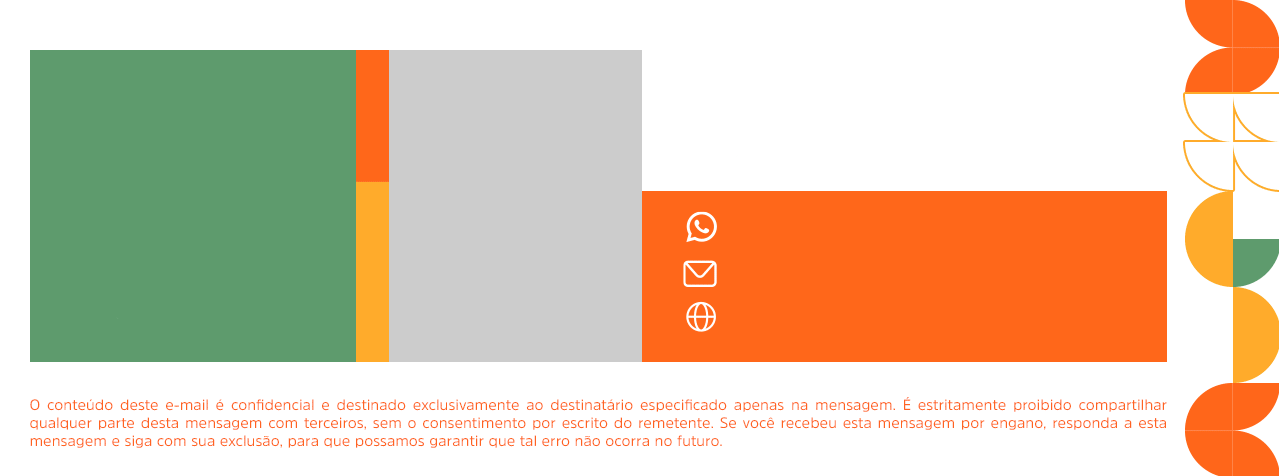 O conteúdo deste e-mail é confidencial e destinado exclusivamente ao destinatário especificado apenas na mensagem. É estritamente proibido compartilhar
qualquer parte desta mensagem com terceiros, sem o consentimento por escrito do remetente. Se você recebeu esta mensagem por engano, responda a esta
mensagem e siga com sua exclusão, para que possamos garantir que tal erro não ocorra no futuro.